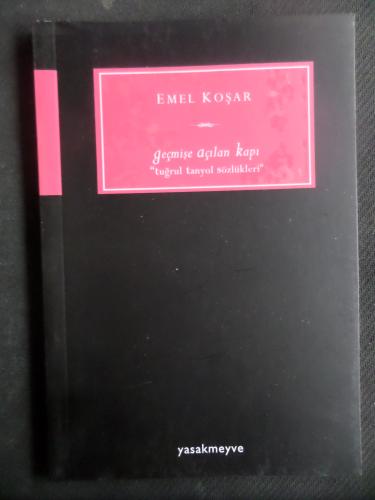 EMEL KOŞAR
geçmişe açılan kapı
"tuğrul tanyol sözlükleri"
yasakmeyve